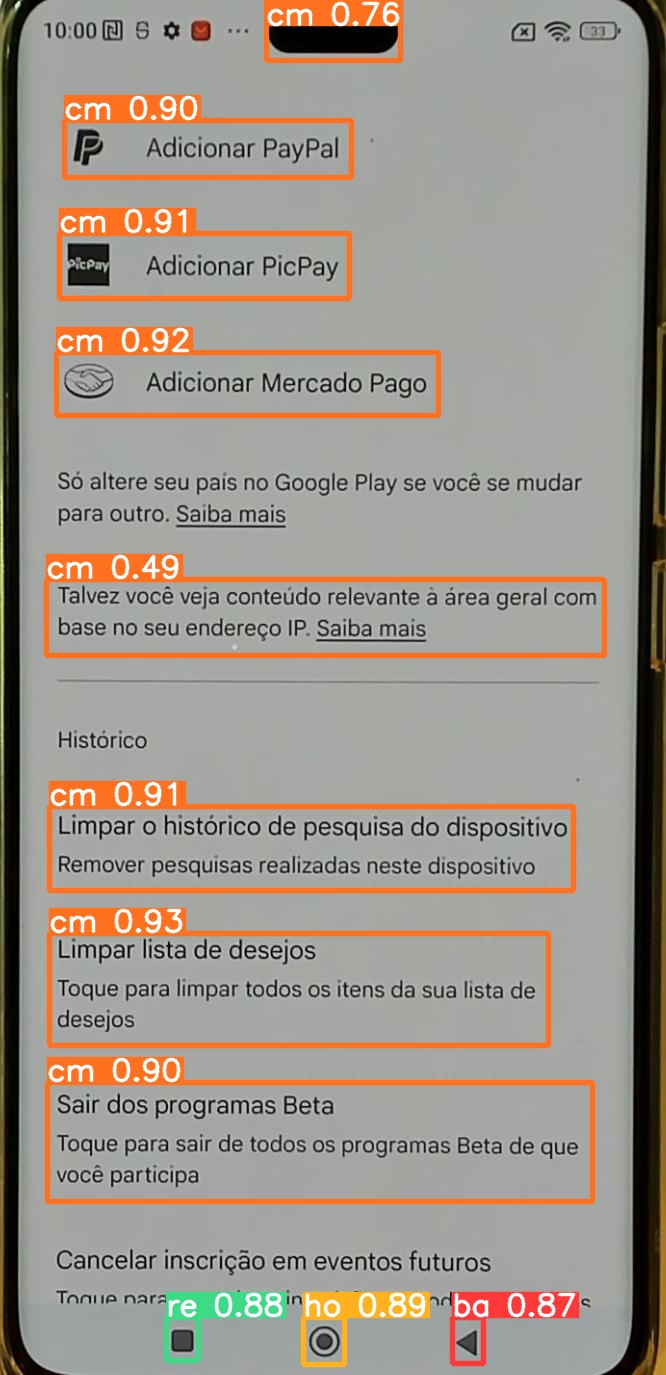 cm 0.76
10:00
33
cm 0.90
Adicionar PayPal
cm 0.91
PicPay
Adicionar PicPay
cm 0.92
Adicionar Mercado Pago
Só altere seu país no Google Play se você se mudar
para outro. Saiba mais
cm 0.49
Talvez você veja conteúdo relevante à área geral com
base no seu endereço IP. Saiba mais
Histórico
cm 0.91
Limpar o histórico de pesquisa do dispositivo
Remover pesquisas realizadas neste dispositivo
cm 0.93
Limpar lista de desejos
Toque para limpar todos os itens da sua lista de
desejos
cm 0.90
Sair dos programas Beta
Toque para sair de todos os programas Beta de que
você participa
Cancelar inscrição em eventos futuros
Toque para
re 0.88
ho 0.89
ba 0.87